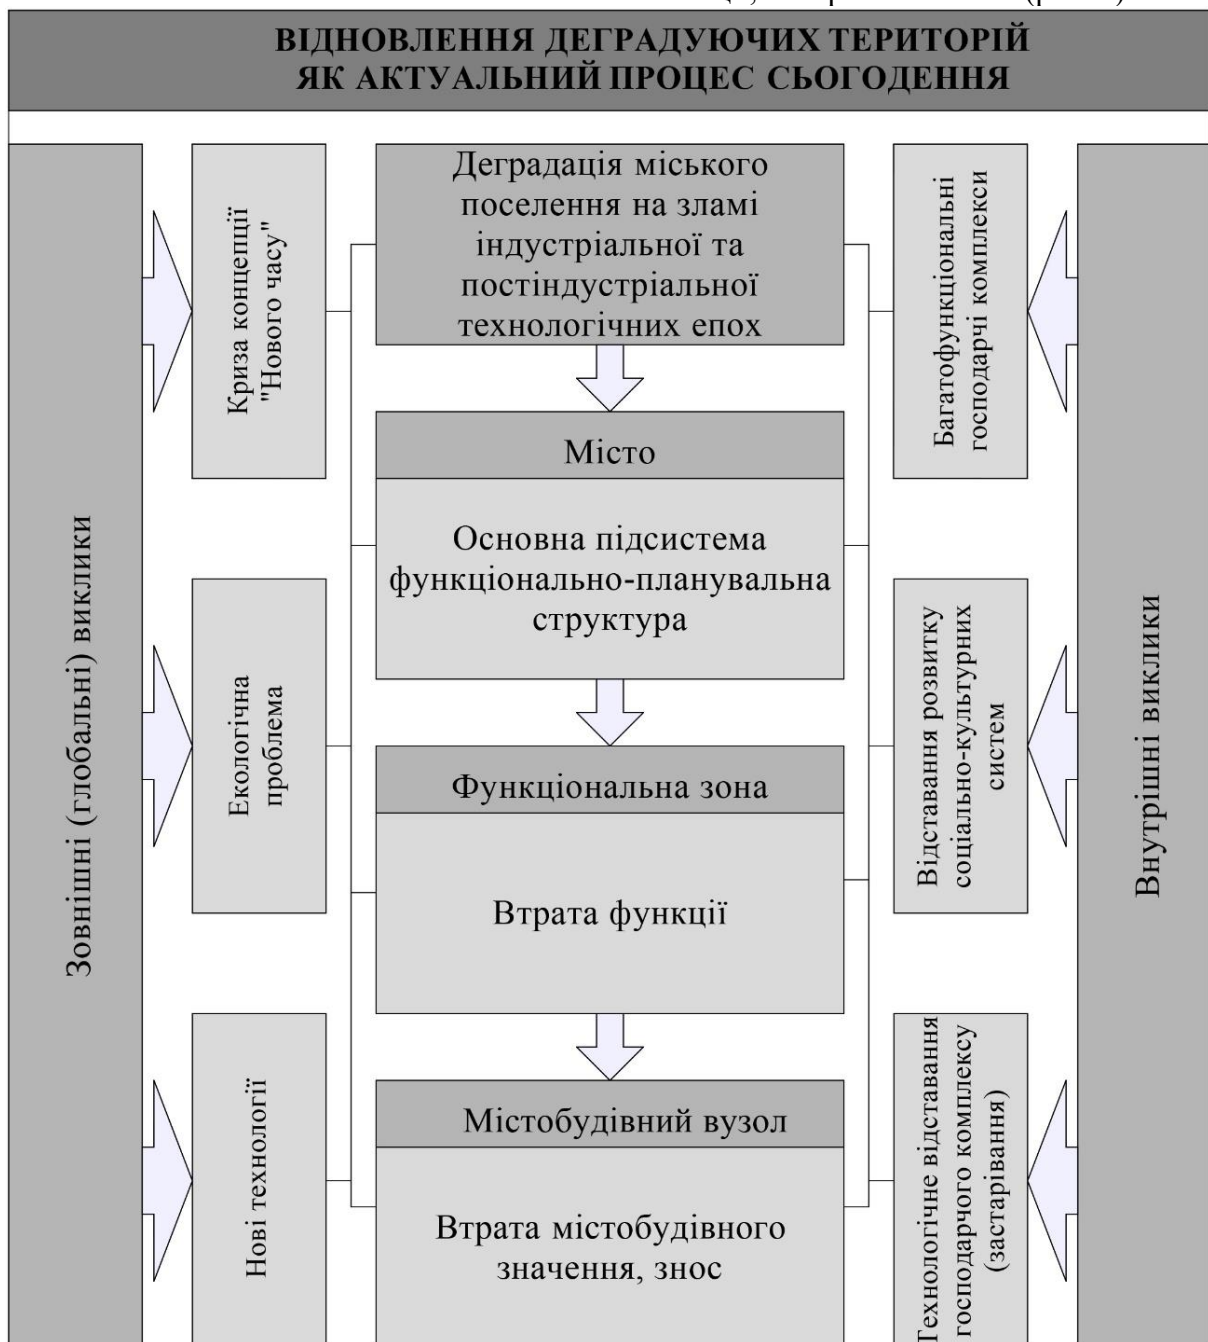 ВІДНОВЛЕННЯ ДЕГРАДУЮЧИХ ТЕРИТОРІЙ
ЯК АКТУАЛЬНИЙ ПРОЦЕС СЬОГОДЕННЯ
Зовнішні (глобальні) виклики
Криза концепції
"Нового часу"
Екологічна
проблема
Нові технології
Деградація міського
поселення на зламі
індустріальної та
постіндустріальної
технологічних епох
Місто
Основна підсистема
функціонально-планувальна
структура
Функціональна зона
Втрата функції
Містобудівний вузол
Втрата містобудівного
значення, знос
Багатофункціональні
господарчі комплекси
Відставання розвитку
соціально-культурних
систем
Технологічне відставання
господарчого комплексу
(застарівання)
Внутрішні виклики